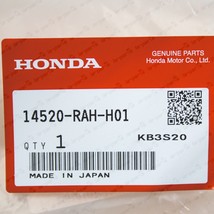 HONDA
GENUINE PARTS
Honda Motor Co., Ltd.
14520-RAH-H01
QTY 1
KB3S20
MADE IN JAPAN